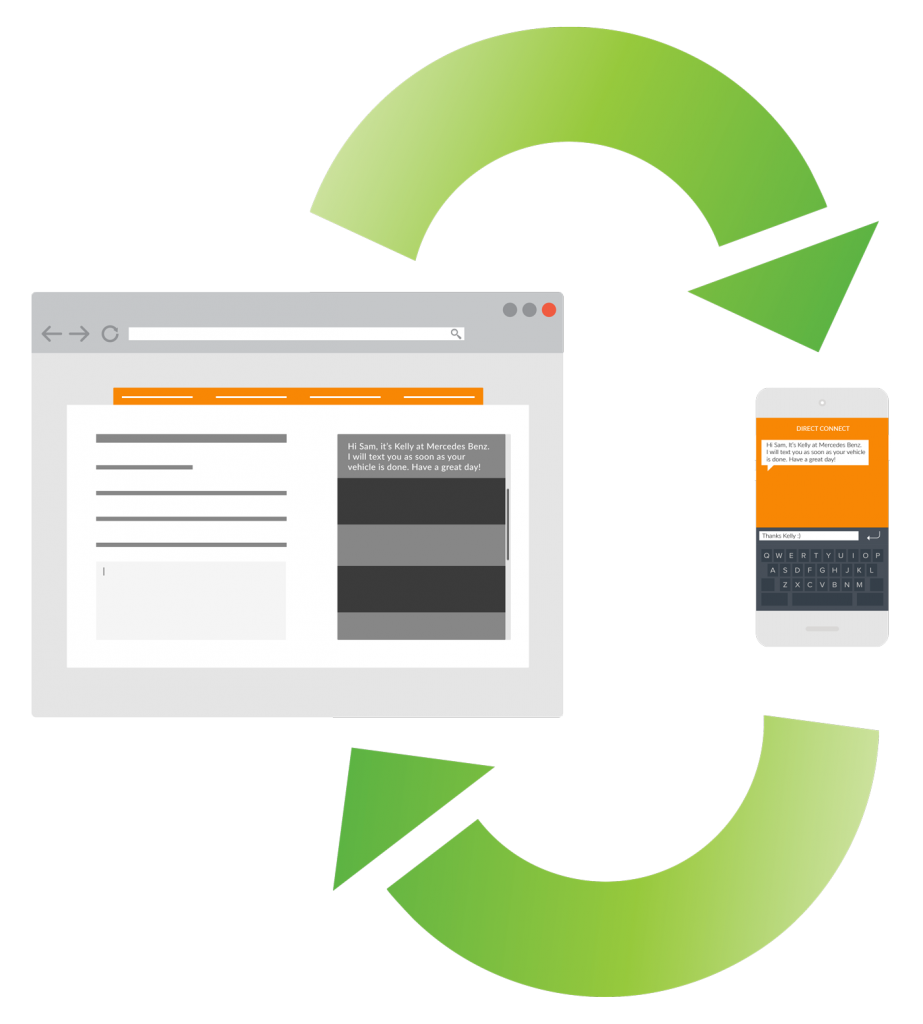 Hi Sam, it's Kelly at Mercedes Benz.
I will text you as soon as your
vehicle is done. Have a great day!
DIRECT CONNECT
Hi Sam, it's Kelly at Mercedes Benz.
I will text you as soon as your vehicle
is done. Have a great day!
Thanks Kelly :)
Q W E R T Y U I O P
A S D F G H J K L
Z X C V B N M